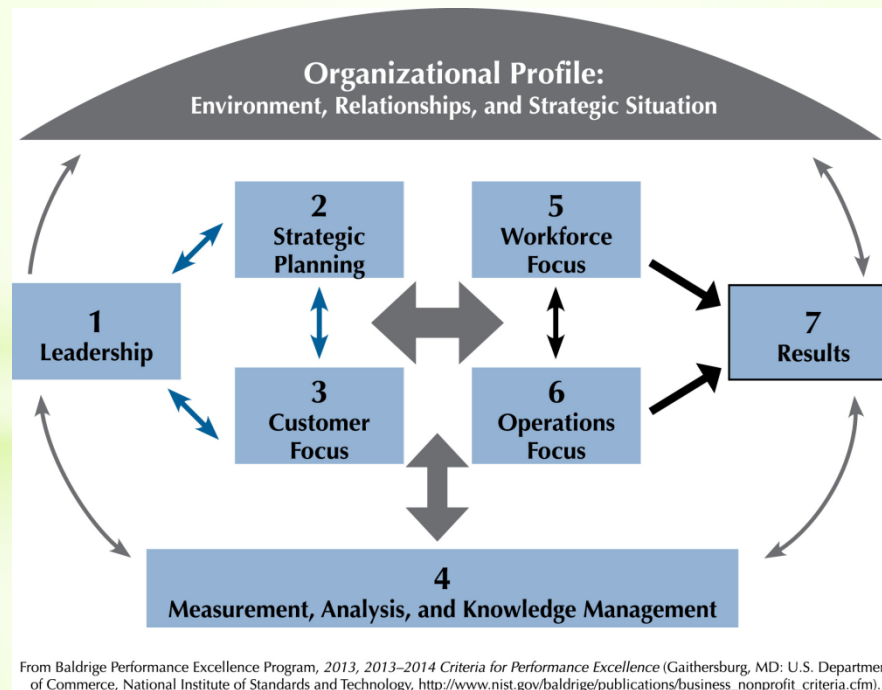 Organizational Profile:
Environment, Relationships, and Strategic Situation
2
Strategic
Planning
5
Workforce
Focus
1
Leadership
7
Results
3
Customer
Focus
6
Operations
Focus
4
Measurement, Analysis, and Knowledge Management
From Baldrige Performance Excellence Program, 2013, 2013–2014 Criteria for Performance Excellence (Gaithersburg, MD: U.S. Departmen
of Commerce, National Institute of Standards and Technology, http://www.nist.gov/baldrige/publications/business_nonprofit_criteria.cfm).